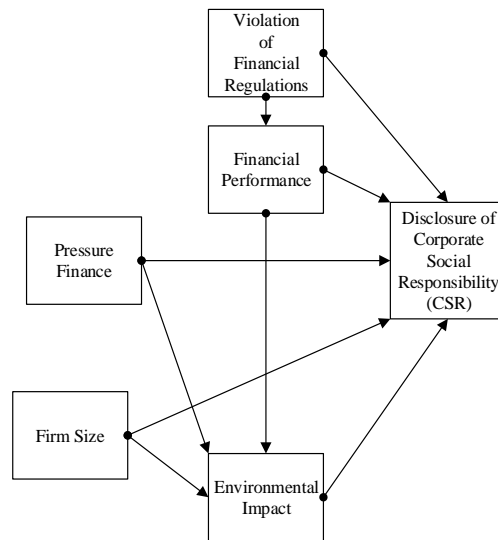 Violation
of
Financial
Regulations
Financial
Performance
Disclosure of
Corporate
Social
Responsibility
(CSR)
Pressure
Finance
Firm Size
Environmental
Impact